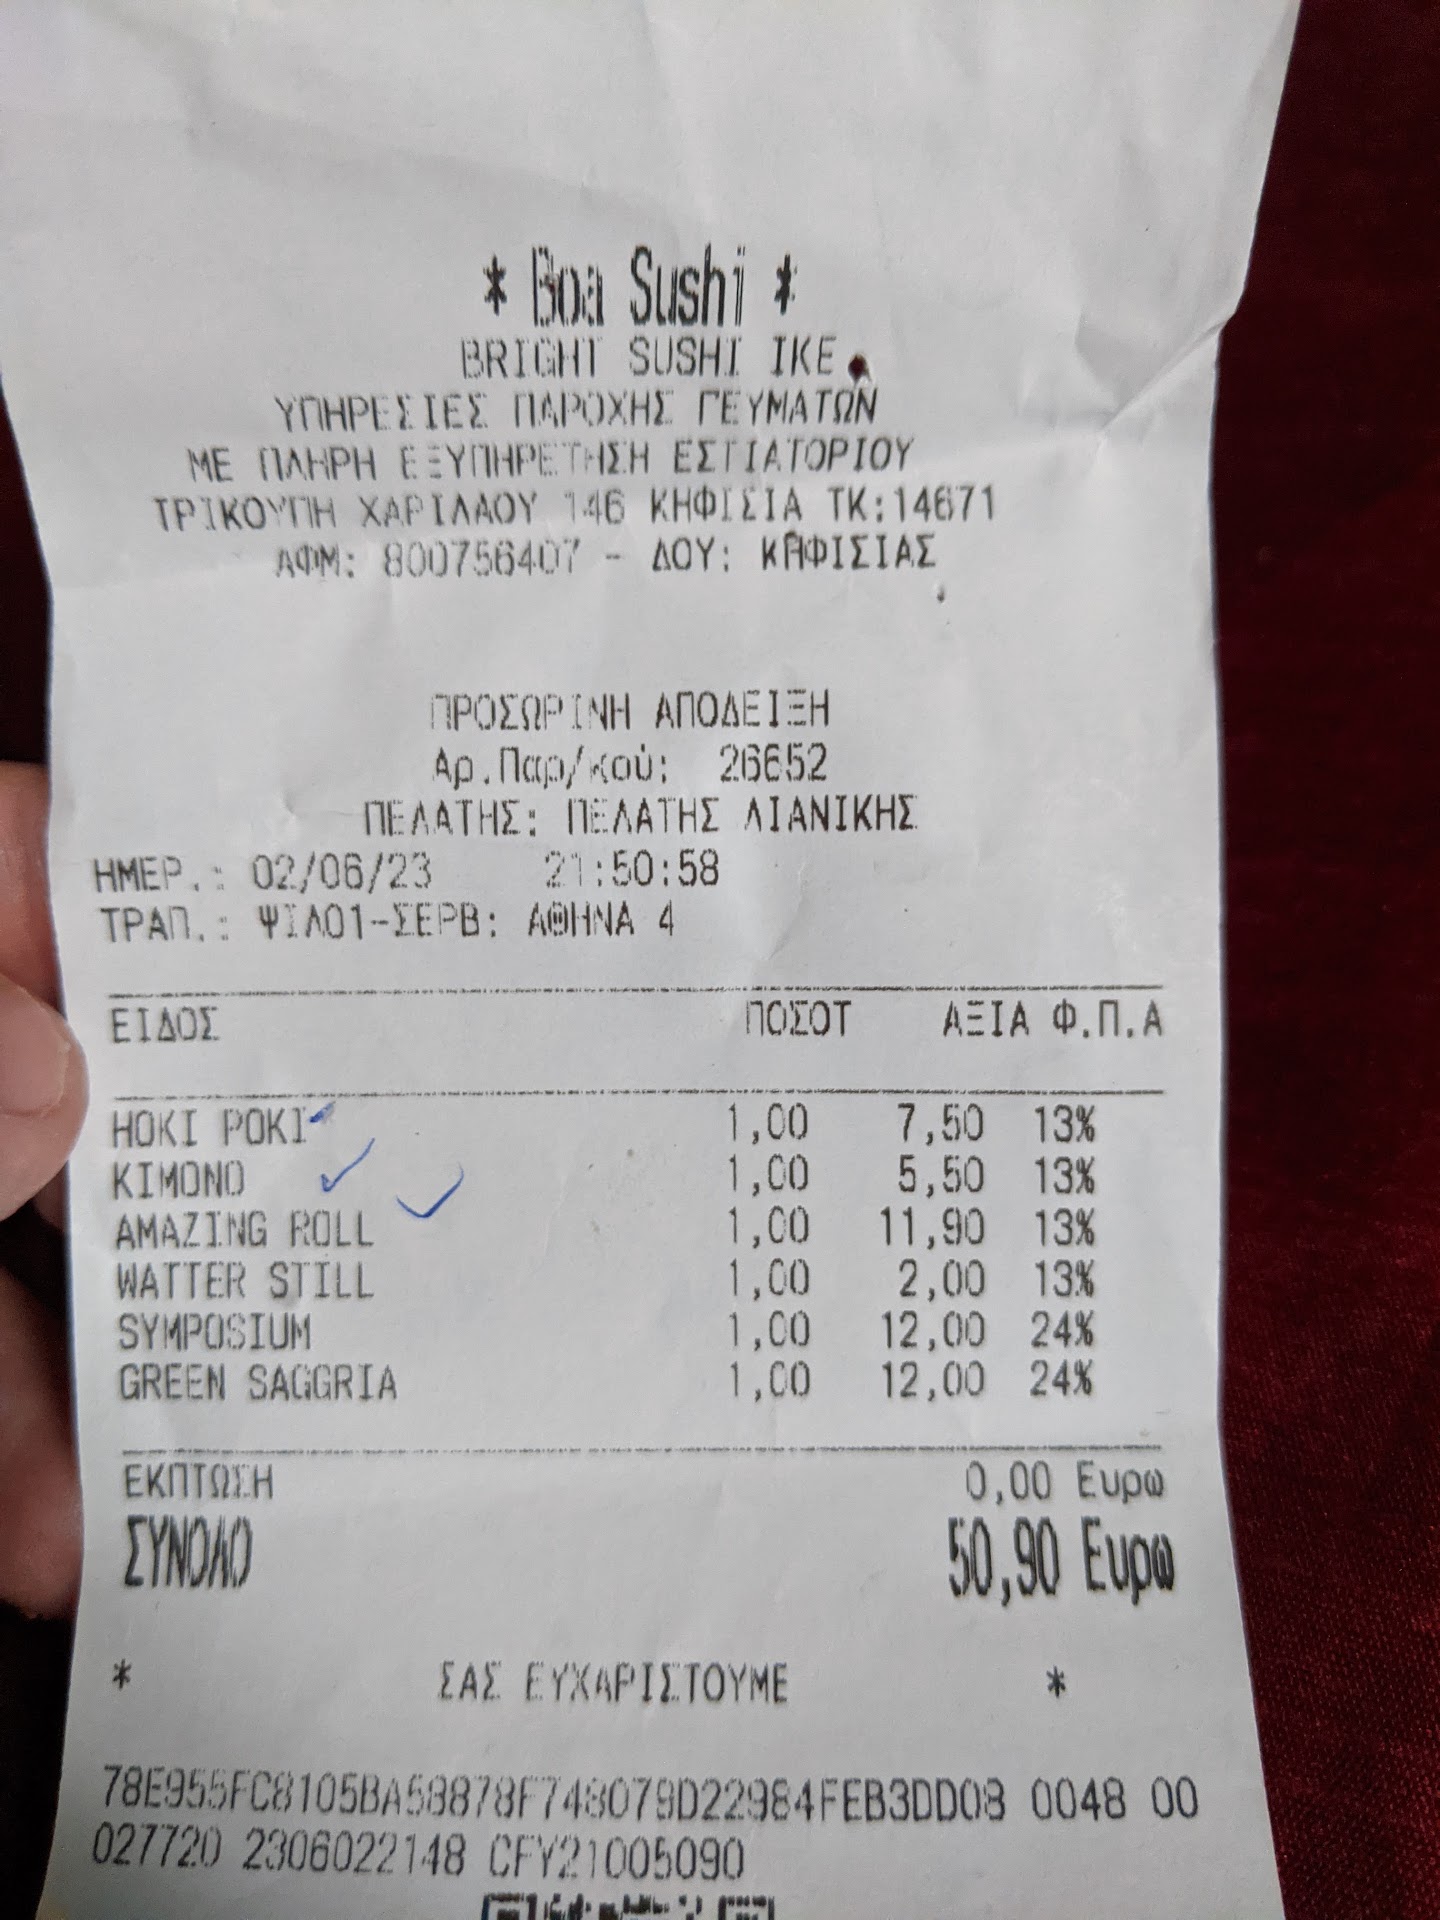 * Boa Sushi *
BRIGHT SUSHI IKE
ΥΠΗΡΕΣΙΕΣ ΠΑΡΟΧΗΣ ΓΕΥΜΑΤΩΝ
ΜΕ ΠΛΗΡΗ ΕΞΥΠΗΡΕΤΗΣΗ ΕΣΤΙΑΤΟΡΙΟΥ
ΤΡΙΚΟΥΠΗ ΧΑΡΙΛΑΟΥ 146 ΚΗΦΙΣΙΑ ΤΚ:14671
ΑΦΜ: 800756407 - ΔΟΥ: ΚΗΦΙΣΙΑΣ
ΠΡΟΣΩΡΙΝΗ ΑΠΟΔΕΙΞΗ
Αρ.Παρ/κού: 26652
ΠΕΛΑΤΗΣ: ΠΕΛΑΤΗΣ ΛΙΑΝΙΚΗΣ
ΗΜΕΡ.: 02/06/23 21:50:58
ΤΡΑΠ.: ΨΙΛ01-ΣΕΡΒ: ΑΘΗΝΑ 4
ΕΙΔΟΣ ΠΟΣΟΤ ΑΞΙΑ Φ.Π.Α
HOKI POKI 1,00 7,50 13%
KIMONO 1,00 5,50 13%
AMAZING ROLL 1,00 11,90 13%
WATTER STILL 1,00 2,00 13%
SYMPOSIUM 1,00 12,00 24%
GREEN SAGGRIA 1,00 12,00 24%
ΕΚΠΤΩΣΗ 0,00 Ευρω
ΣΥΝΟΛΟ 50,90 Ευρω
* ΣΑΣ ΕΥΧΑΡΙΣΤΟΥΜΕ *
78E955FC8105BA58878F748079D22984FEB3DD08 0048 00
027720 2306022148 CFY21005090